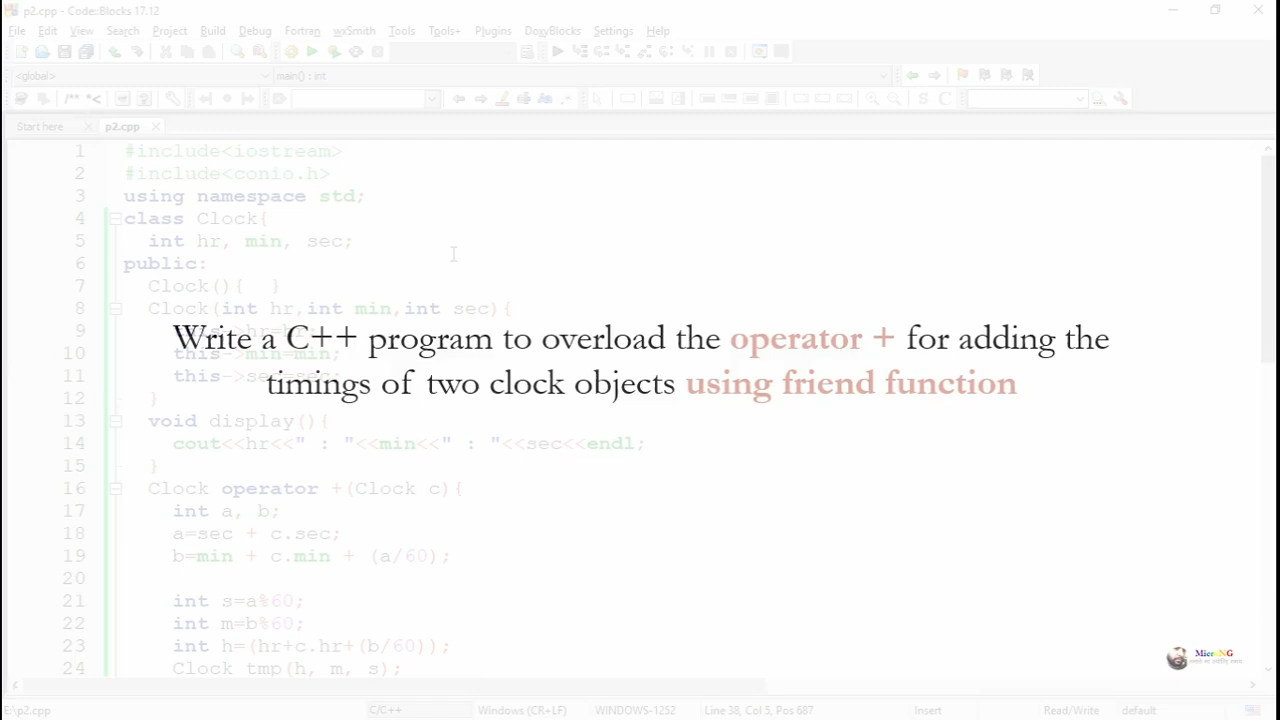 p2.cpp - Code::Blocks 17.12
File Edit View Search Project Build Debug Fortran wxSmith Tools Tools+ Plugins DoxyBlocks Settings Help
<global> main() : int
/** *<
S C
Start here p2.cpp
1 #include<iostream>
2 #include<conio.h>
3 using namespace std;
4 class Clock{
5 int hr, min, sec;
6 public:
7 Clock(){ }
8 Clock(int hr,int min,int sec){
9
Write a C++ program to overload the operator + for adding the
10 this->min=min;
11 this->
timings of two clock objects using friend function
12 }
13 void display(){
14 cout<<hr<<" : "<<min<<" : "<<sec<<endl;
15 }
16 Clock operator +(Clock c){
17 int a, b;
18 a=sec + c.sec;
19 b=min + c.min + (a/60);
20
21 int s=a%60;
22 int m=b%60;
23 int h=(hr+c.hr+(b/60));
24 Clock tmp(h, m, s);
MicroNG
E:\p2.cpp C/C++ Windows (CR+LF) WINDOWS-1252 Line 38, Col 5, Pos 687 Insert Read/Write default